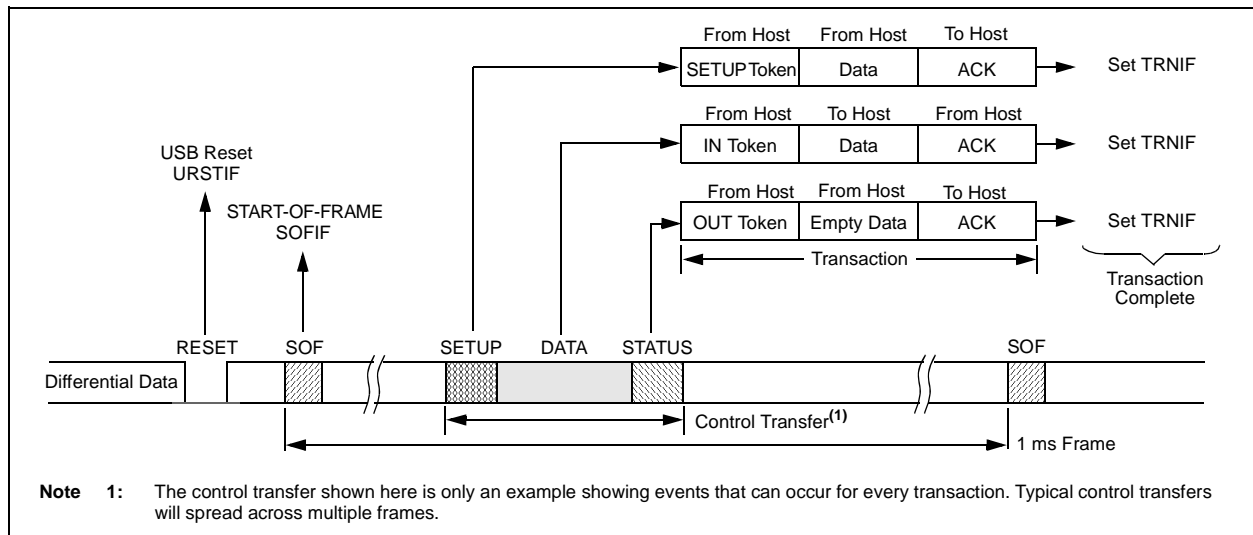 From Host From Host To Host
SETUP Token Data ACK Set TRNIF
From Host To Host From Host
IN Token Data ACK Set TRNIF
USB Reset
URSTIF
From Host From Host To Host
START-OF-FRAME
SOFIF
OUT Token Empty Data ACK Set TRNIF
Transaction
Transaction
Complete
RESET SOF SETUP DATA STATUS SOF
Differential Data
Control Transfer(1)
1 ms Frame
Note 1: The control transfer shown here is only an example showing events that can occur for every transaction. Typical control transfers
will spread across multiple frames.